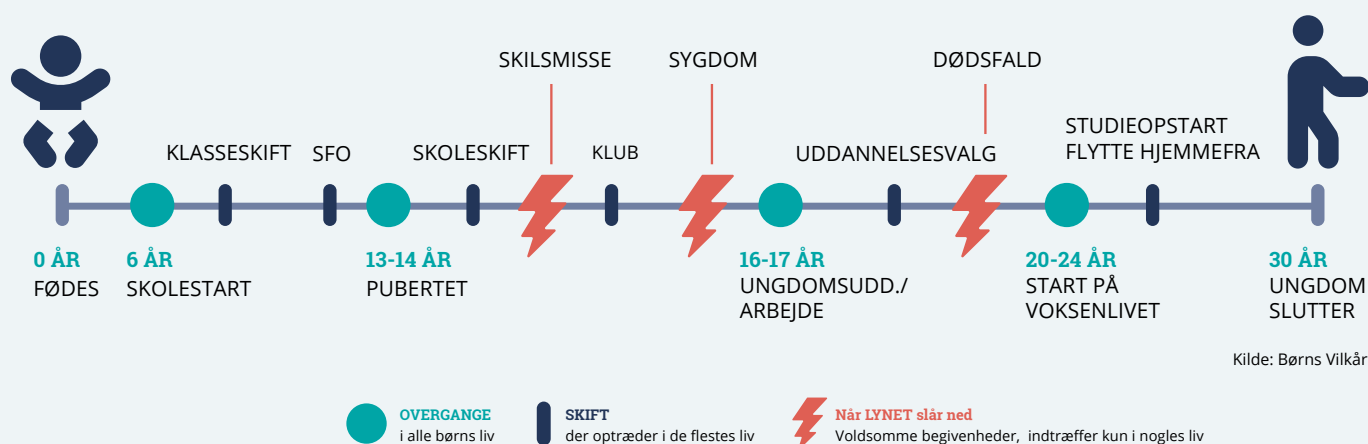 SKILSMISSE
SYGDOM
DØDSFALD
KLASSESKIFT
SFO
SKOLESKIFT
KLUB
UDDANNELSESVALG
STUDIEOPSTART
FLYTTE HJEMMEFRA
0 ÅR
FØDES
6 ÅR
SKOLESTART
13-14 ÅR
PUBERTET
16-17 ÅR
UNGDOMSUDD./
ARBEJDE
20-24 ÅR
START PÅ
VOKSENLIVET
30 ÅR
UNGDOM
SLUTTER
Kilde: Børns Vilkår
OVERGANGE
i alle børns liv
SKIFT
der optræder i de flestes liv
Når LYNET slår ned
Voldsomme begivenheder, indtræffer kun i nogles liv